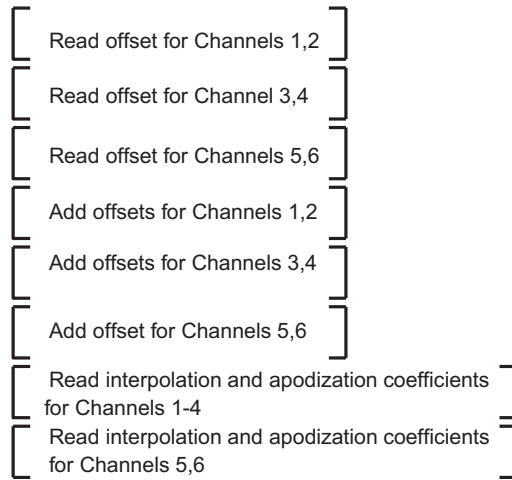 Read offset for Channels 1,2
Read offset for Channel 3,4
Read offset for Channels 5,6
Add offsets for Channels 1,2
Add offsets for Channels 3,4
Add offset for Channels 5,6
Read interpolation and apodization coefficients
for Channels 1-4
Read interpolation and apodization coefficients
for Channels 5,6